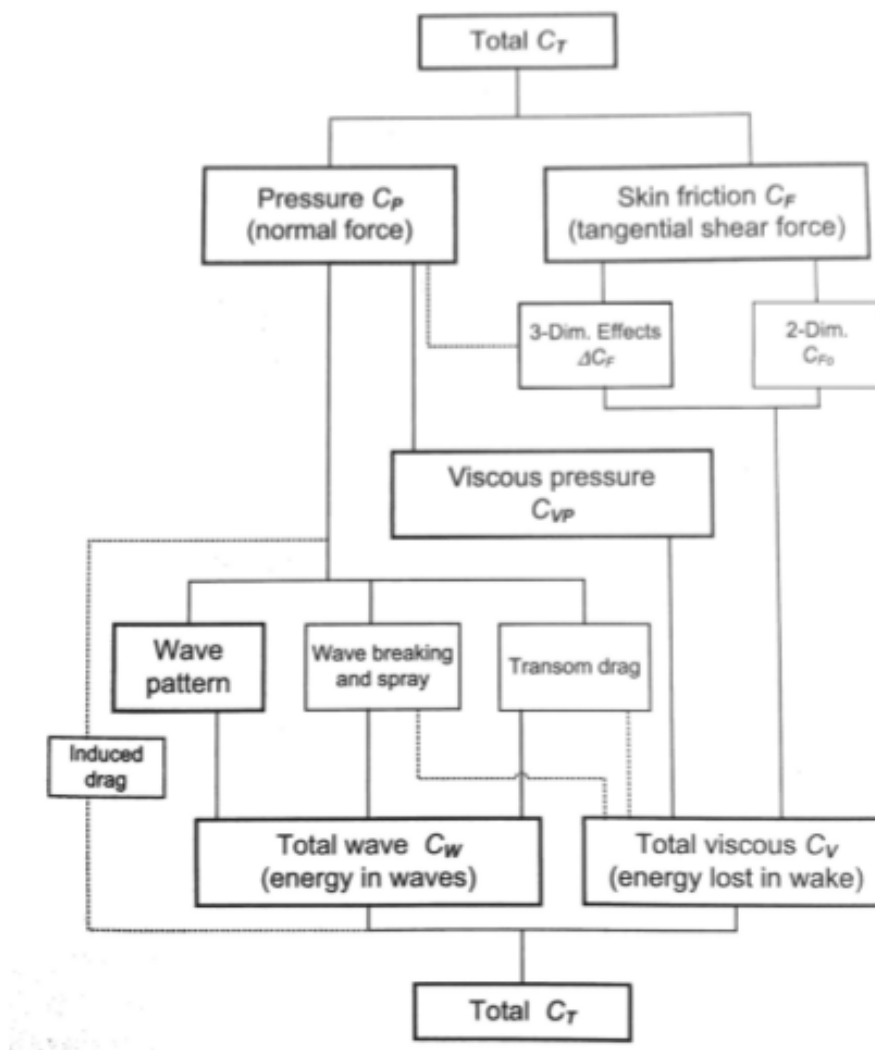 Total C_T
Pressure C_P
(normal force)
Skin friction C_F
(tangential shear force)
3-Dim. Effects
ΔC_F
2-Dim.
C_Fo
Viscous pressure
C_VP
Wave
pattern
Wave breaking
and spray
Transom drag
Induced
drag
Total wave C_W
(energy in waves)
Total viscous C_V
(energy lost in wake)
Total C_T